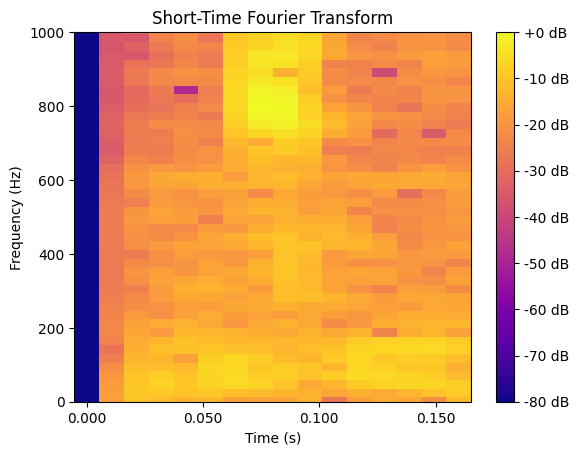 Short-Time Fourier Transform
1000
800
600
400
200
0
Frequency (Hz)
0.000
0.050
0.100
0.150
Time (s)
+0 dB
-10 dB
-20 dB
-30 dB
-40 dB
-50 dB
-60 dB
-70 dB
-80 dB